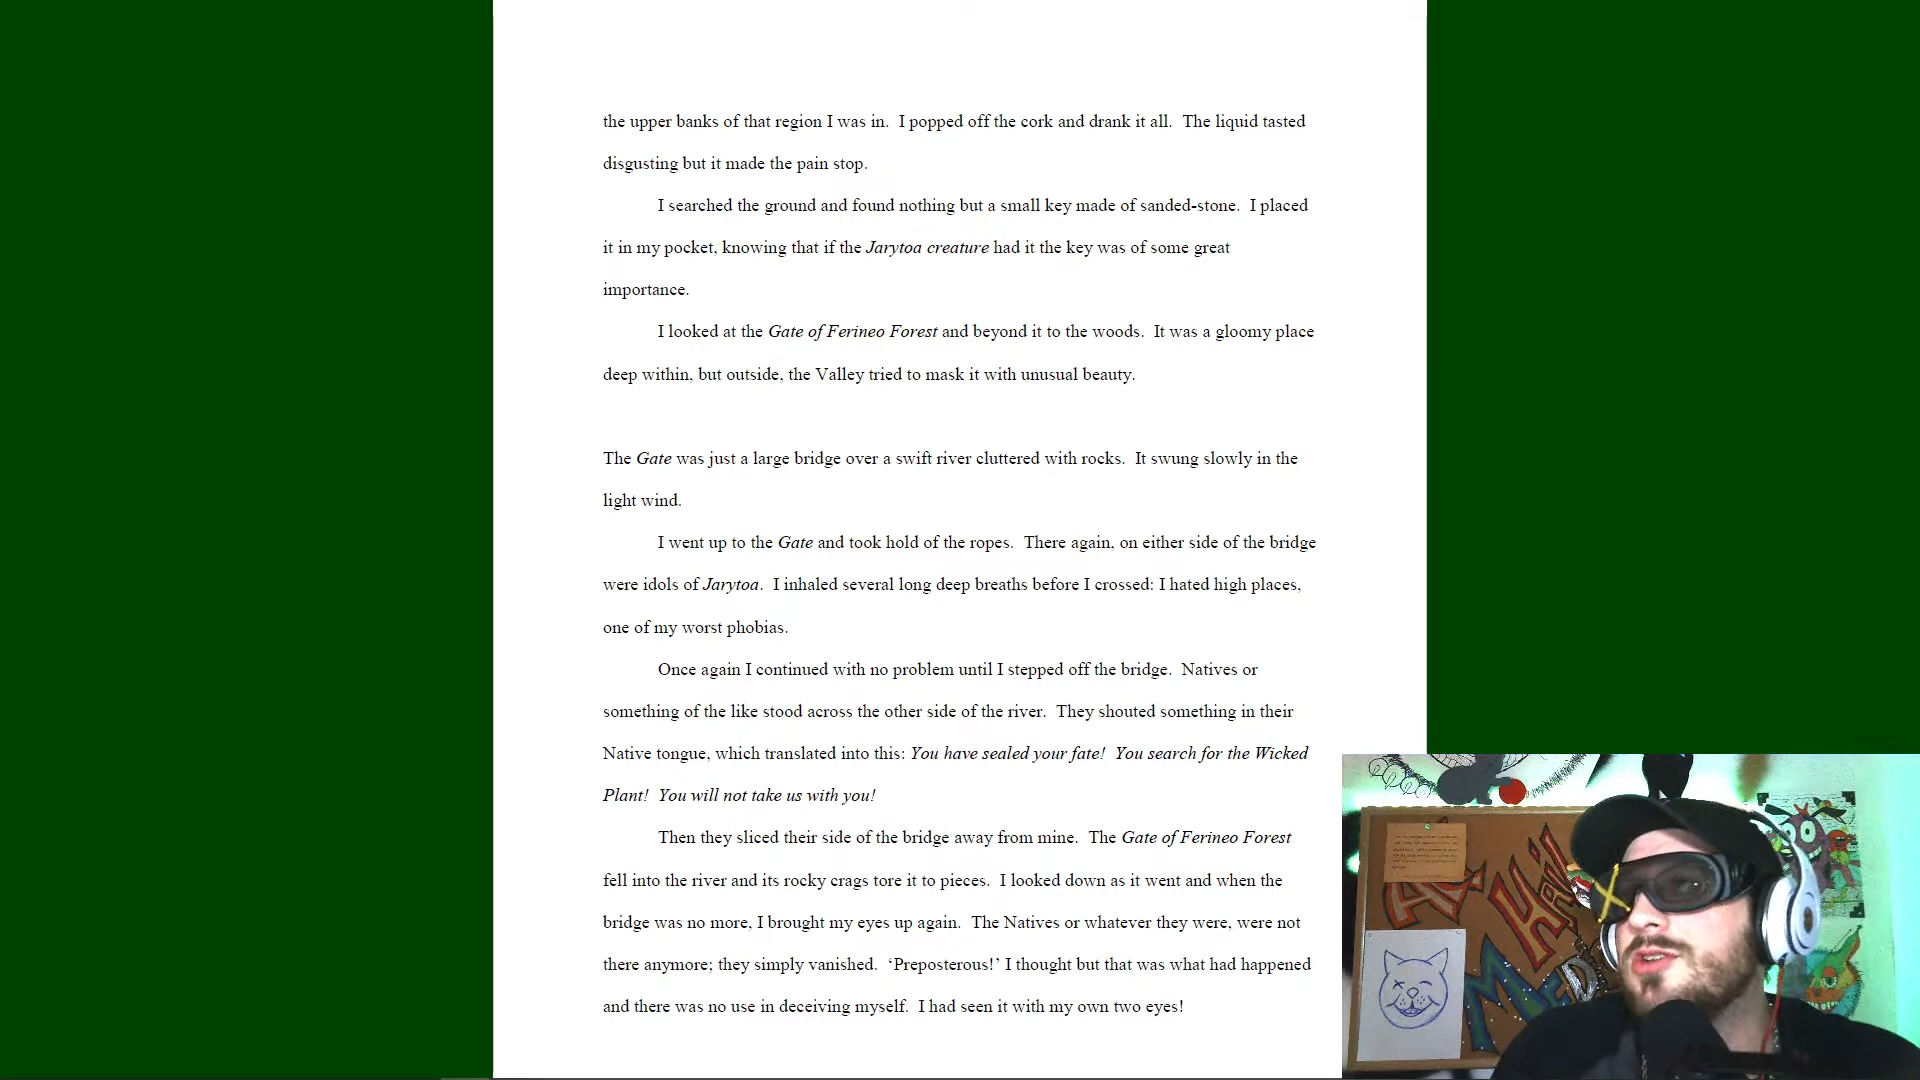 the upper banks of that region I was in.  I popped off the cork and drank it all.  The liquid tasted
disgusting but it made the pain stop.
I searched the ground and found nothing but a small key made of sanded-stone.  I placed
it in my pocket, knowing that if the Jarytoa creature had it the key was of some great
importance.
I looked at the Gate of Ferineo Forest and beyond it to the woods.  It was a gloomy place
deep within, but outside, the Valley tried to mask it with unusual beauty.
The Gate was just a large bridge over a swift river cluttered with rocks.  It swung slowly in the
light wind.
I went up to the Gate and took hold of the ropes.  There again, on either side of the bridge
were idols of Jarytoa.  I inhaled several long deep breaths before I crossed: I hated high places,
one of my worst phobias.
Once again I continued with no problem until I stepped off the bridge.  Natives or
something of the like stood across the other side of the river.  They shouted something in their
Native tongue, which translated into this: You have sealed your fate!  You search for the Wicked
Plant!  You will not take us with you!
Then they sliced their side of the bridge away from mine.  The Gate of Ferineo Forest
fell into the river and its rocky crags tore it to pieces.  I looked down as it went and when the
bridge was no more, I brought my eyes up again.  The Natives or whatever they were, were not
there anymore; they simply vanished.  ‘Preposterous!’ I thought but that was what had happened
and there was no use in deceiving myself.  I had seen it with my own two eyes!